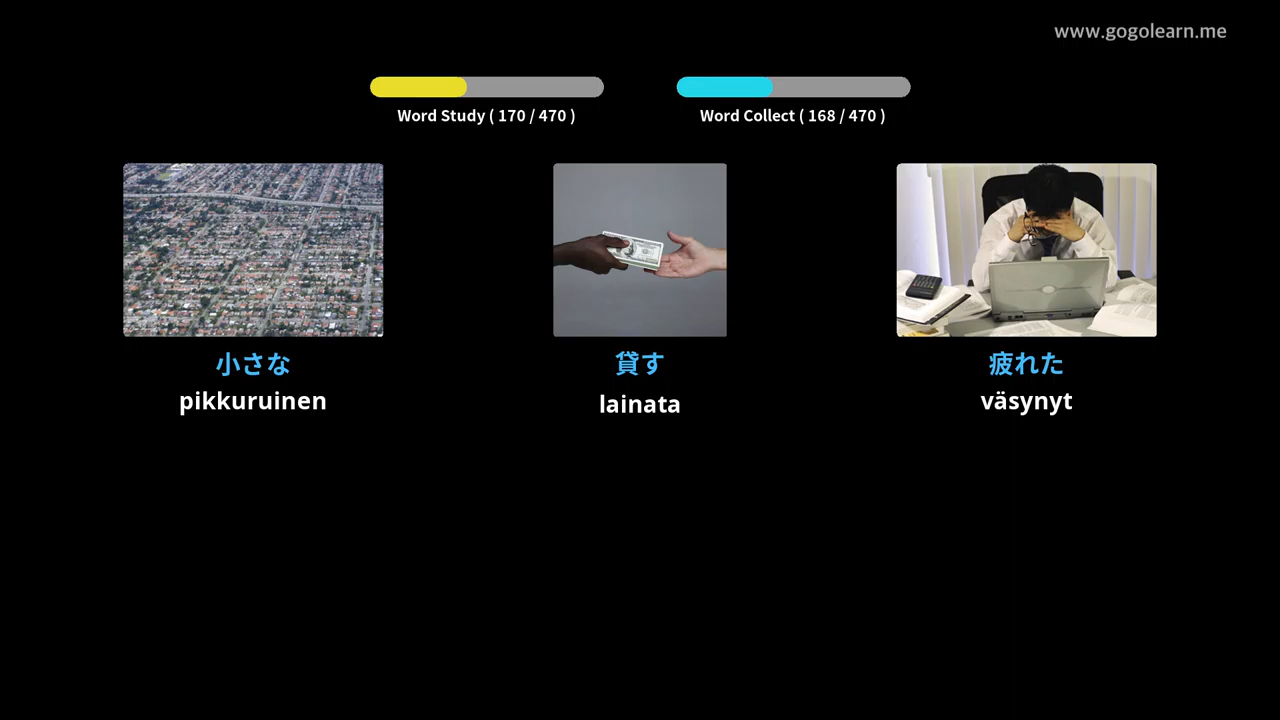 www.gogolearn.me
Word Study ( 170 / 470 )
Word Collect ( 168 / 470 )
小さな
pikkuruinen
貸す
lainata
疲れた
väsynyt